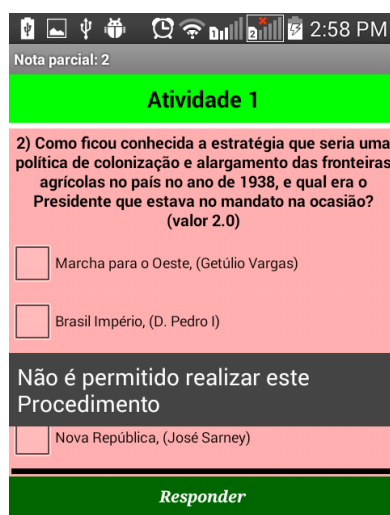 2:58 PM
Nota parcial: 2
Atividade 1
2) Como ficou conhecida a estratégia que seria uma
política de colonização e alargamento das fronteiras
agrícolas no país no ano de 1938, e qual era o
Presidente que estava no mandato na ocasião?
(valor 2.0)
Marcha para o Oeste, (Getúlio Vargas)
Brasil Império, (D. Pedro I)
Não é permitido realizar este
Procedimento
Nova República, (José Sarney)
Responder